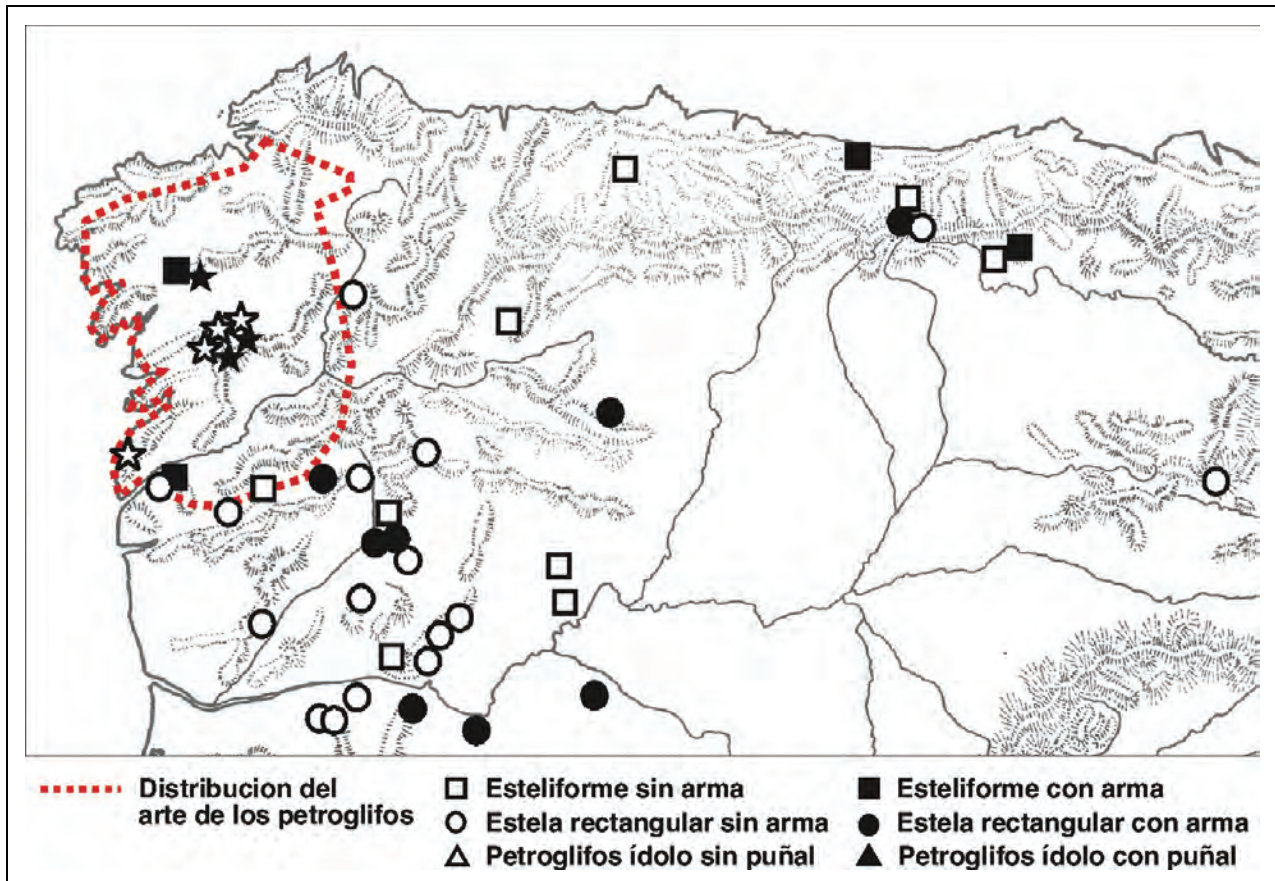 Distribucion del
arte de los petroglifos
Esteliforme sin arma
Estela rectangular sin arma
Petroglifos ídolo sin puñal
Esteliforme con arma
Estela rectangular con arma
Petroglifos ídolo con puñal